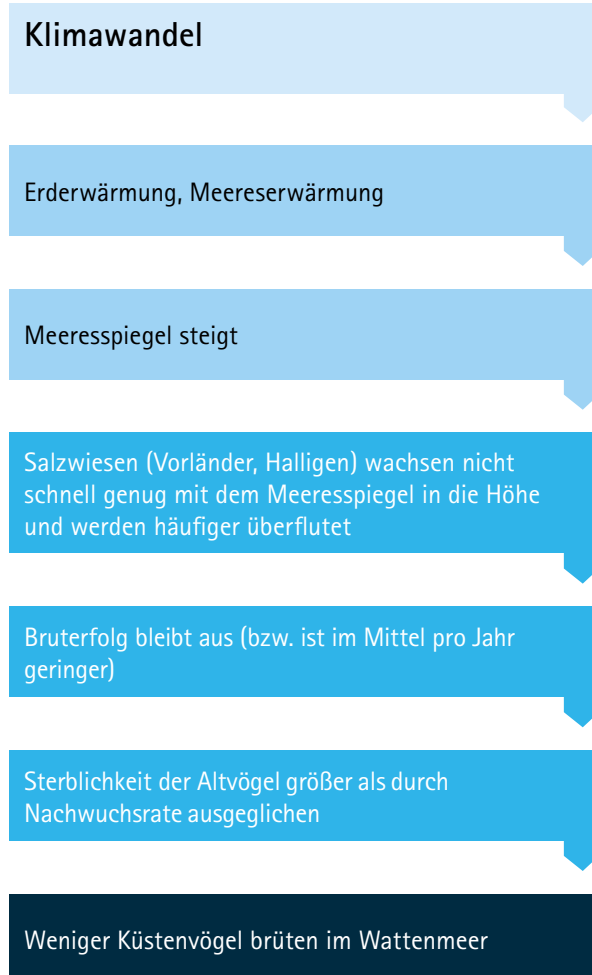 Klimawandel
Erderwärmung, Meereserwärmung
Meeresspiegel steigt
Salzwiesen (Vorländer, Halligen) wachsen nicht
schnell genug mit dem Meeresspiegel in die Höhe
und werden häufiger überflutet
Bruterfolg bleibt aus (bzw. ist im Mittel pro Jahr
geringer)
Sterblichkeit der Altvögel größer als durch
Nachwuchsrate ausgeglichen
Weniger Küstenvögel brüten im Wattenmeer